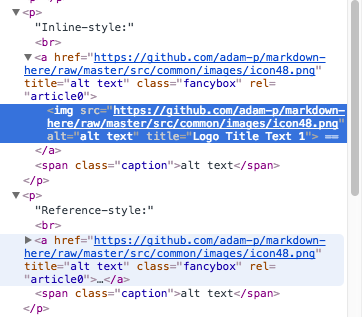 </p>
▼<p>
"Inline-style:"
<br>
▼<a href="https://github.com/adam-p/markdown-
here/raw/master/src/common/images/icon48.png"
title="alt text" class="fancybox" rel=
"article0">
<img src="https://github.com/adam-p/markdown-
here/raw/master/src/common/images/icon48.png"
alt="alt text" title="Logo Title Text 1"> ==
</a>
<span class="caption">alt text</span>
</p>
▼<p>
"Reference-style:"
<br>
▶<a href="https://github.com/adam-p/markdown-
here/raw/master/src/common/images/icon48.png"
title="alt text" class="fancybox" rel=
"article0">…</a>
<span class="caption">alt text</span>
</p>